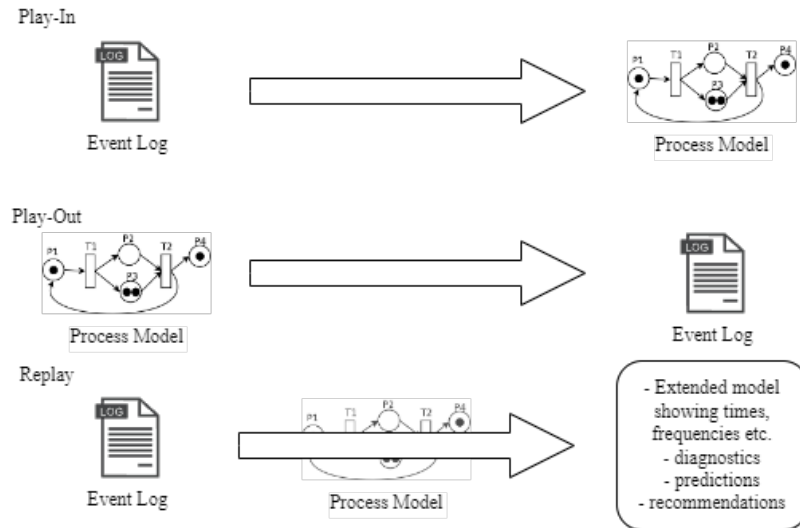 Play-In
LOG
P1
T1
P2
P3
T2
P4
Event Log
Process Model
Play-Out
P1
T1
P2
P3
T2
P4
LOG
Process Model
Event Log
Replay
LOG
P1
T1
P2
T2
P4
Event Log
Process Model
- Extended model
showing times,
frequencies etc.
- diagnostics
- predictions
- recommendations